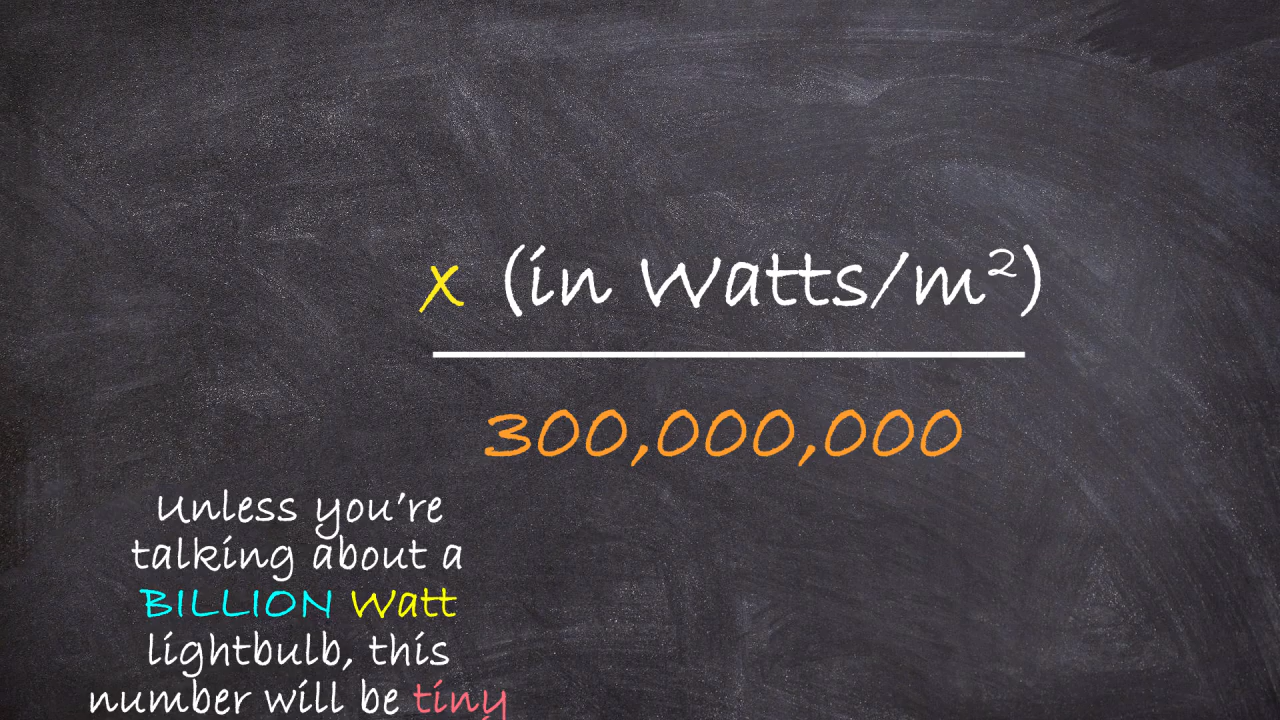 x (in Watts/m²)
300,000,000
Unless you're
talking about a
BILLION Watt
lightbulb, this
number will be tiny